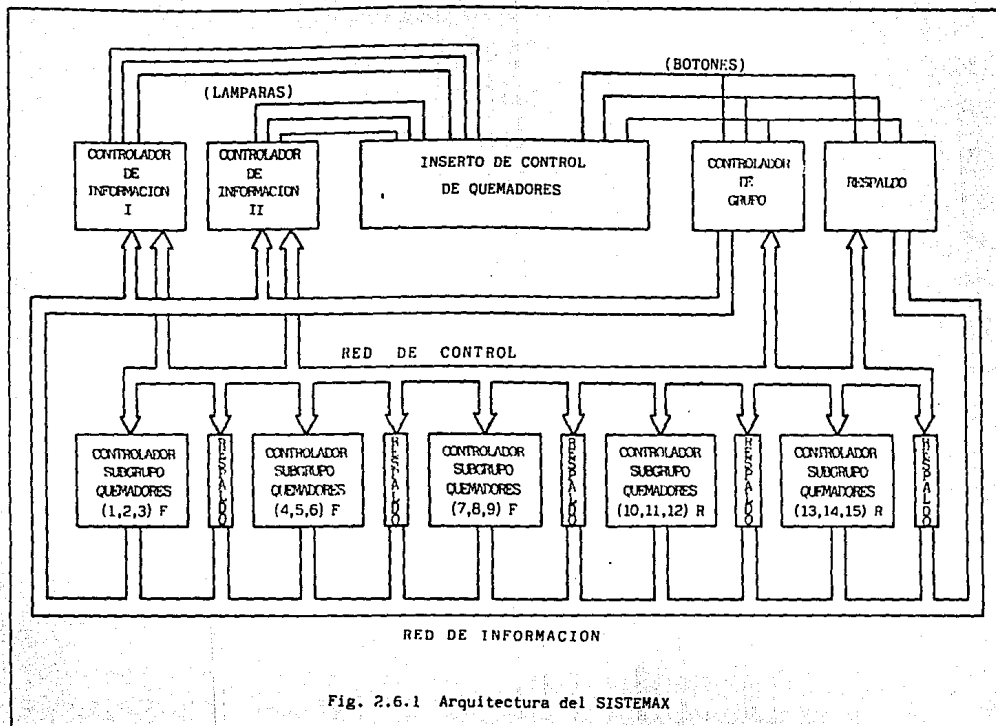 (BOTONES)
(LAMPARAS)
CONTROLADOR
DE
INFORMACION
I
CONTROLADOR
DE
INFORMACION
II
INSERTO DE CONTROL
DE QUEMADORES
CONTROLADOR
DE
GRUPO
RESPALDO
RED DE CONTROL
CONTROLADOR
SUBGRUPO
QUEMADORES
(1,2,3) F
RESPALDO
CONTROLADOR
SUBGRUPO
QUEMADORES
(4,5,6) F
RESPALDO
CONTROLADOR
SUBGRUPO
QUEMADORES
(7,8,9) F
RESPALDO
CONTROLADOR
SUBGRUPO
QUEMADORES
(10,11,12) R
RESPALDO
CONTROLADOR
SUBGRUPO
QUEMADORES
(13,14,15) R
RESPALDO
RED DE INFORMACION
Fig. 2.6.1 Arquitectura del SISTEMAX